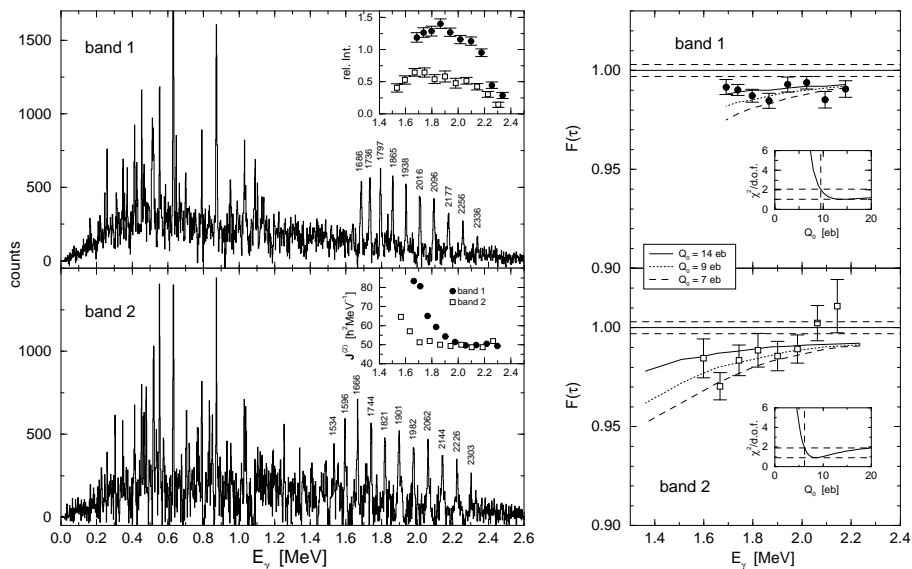 band 1
1500
1000
500
0
counts
rel. Int.
1.5
1.0
0.5
0.0
1.4 1.6 1.8 2.0 2.2 2.4 2.6
1686
1736
1797
1865
1938
2016
2096
2177
2256
2336
band 2
1500
1000
500
0
J⁽²⁾ [ħ²MeV⁻¹]
80
70
60
50
40
band 1
band 2
1.4 1.6 1.8 2.0 2.2 2.4 2.6
1534
1596
1666
1744
1821
1901
1982
2062
2144
2226
2303
0.0 0.2 0.4 0.6 0.8 1.0 1.2 1.4 1.6 1.8 2.0 2.2 2.4 2.6
Eγ [MeV]
band 1
F(τ)
1.00
0.95
0.90
χ²/d.o.f.
6
4
2
0
0 10 20
Q₀ [eb]
Q₀ = 14 eb
Q₀ = 9 eb
Q₀ = 7 eb
F(τ)
1.00
0.95
0.90
χ²/d.o.f.
6
4
2
0
0 10 20
Q₀ [eb]
band 2
1.4 1.6 1.8 2.0 2.2 2.4
Eγ [MeV]